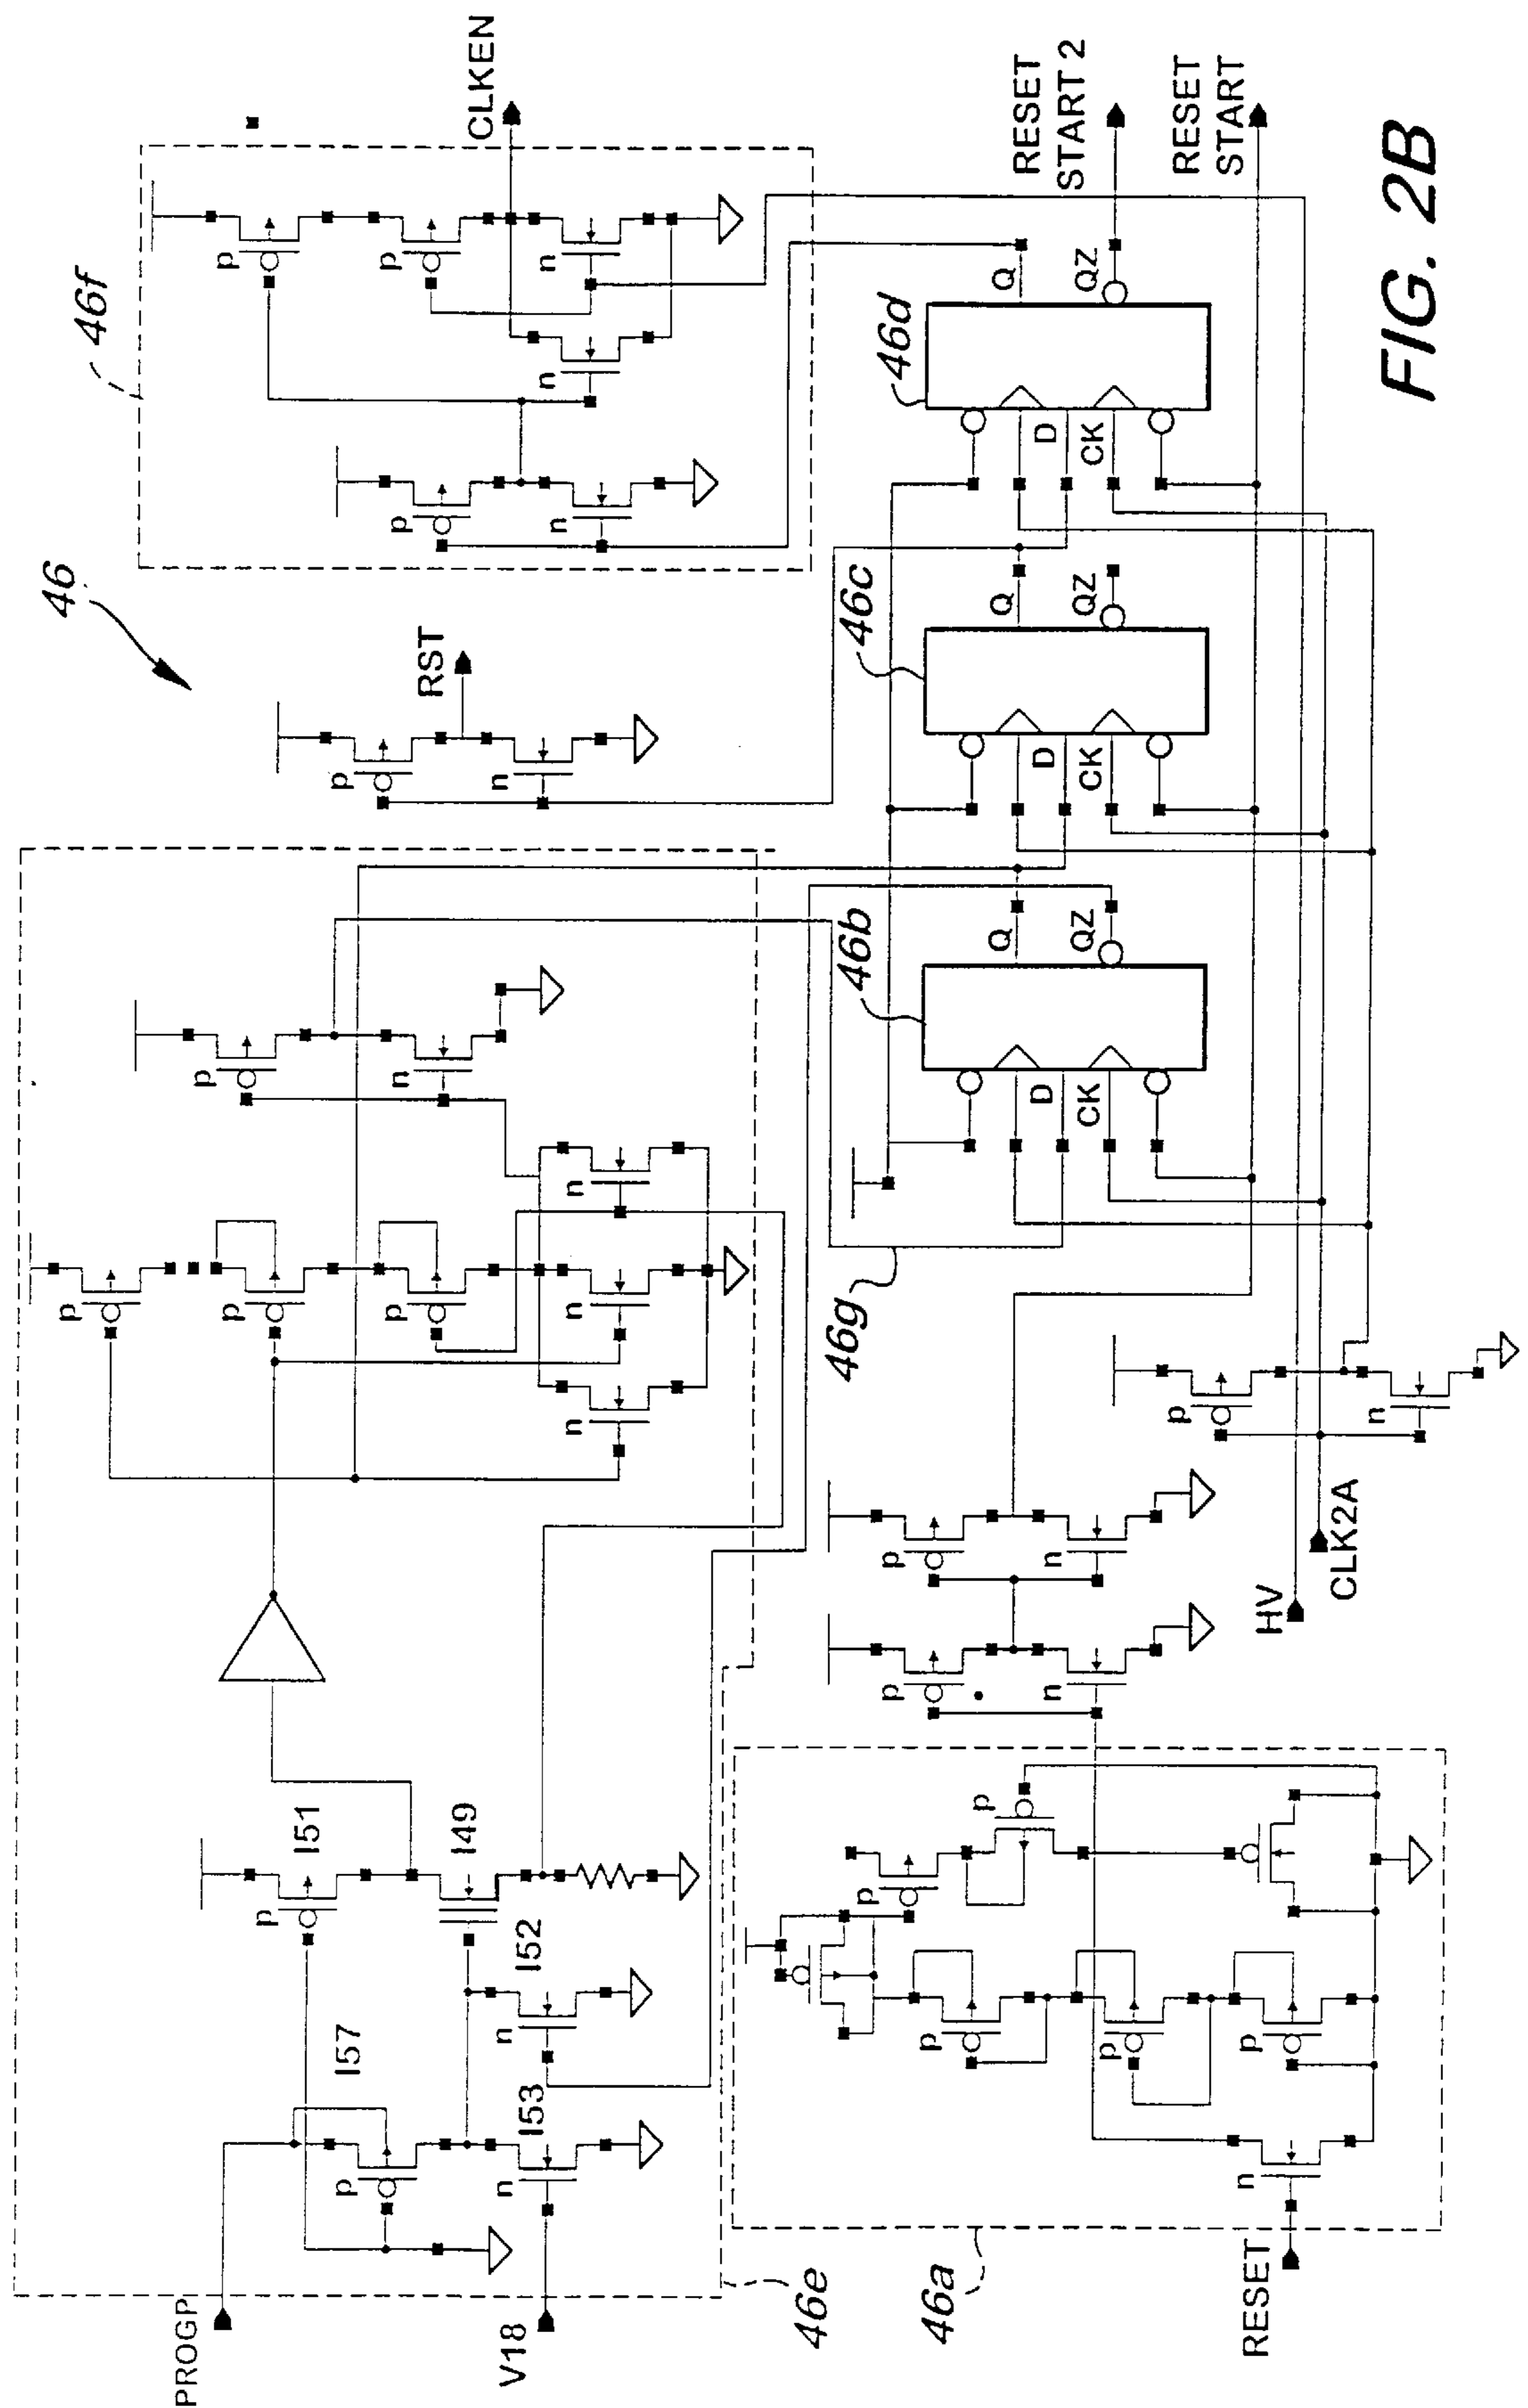 46
46f
p
p
n
n
p
n
CLKEN
RST
p
n
p
p
p
n
n
n
p
n
p
I51
I49
I57
p
I52
n
I53
n
PROGP
V18
46e
46a
RESET
n
p
p
p
p
p
p
n
p
n
p
n
HV
CLK2A
46g
46b
D
CK
Q
QZ
46c
D
CK
Q
QZ
46d
D
CK
Q
QZ
RESET
START 2
RESET
START
FIG. 2B